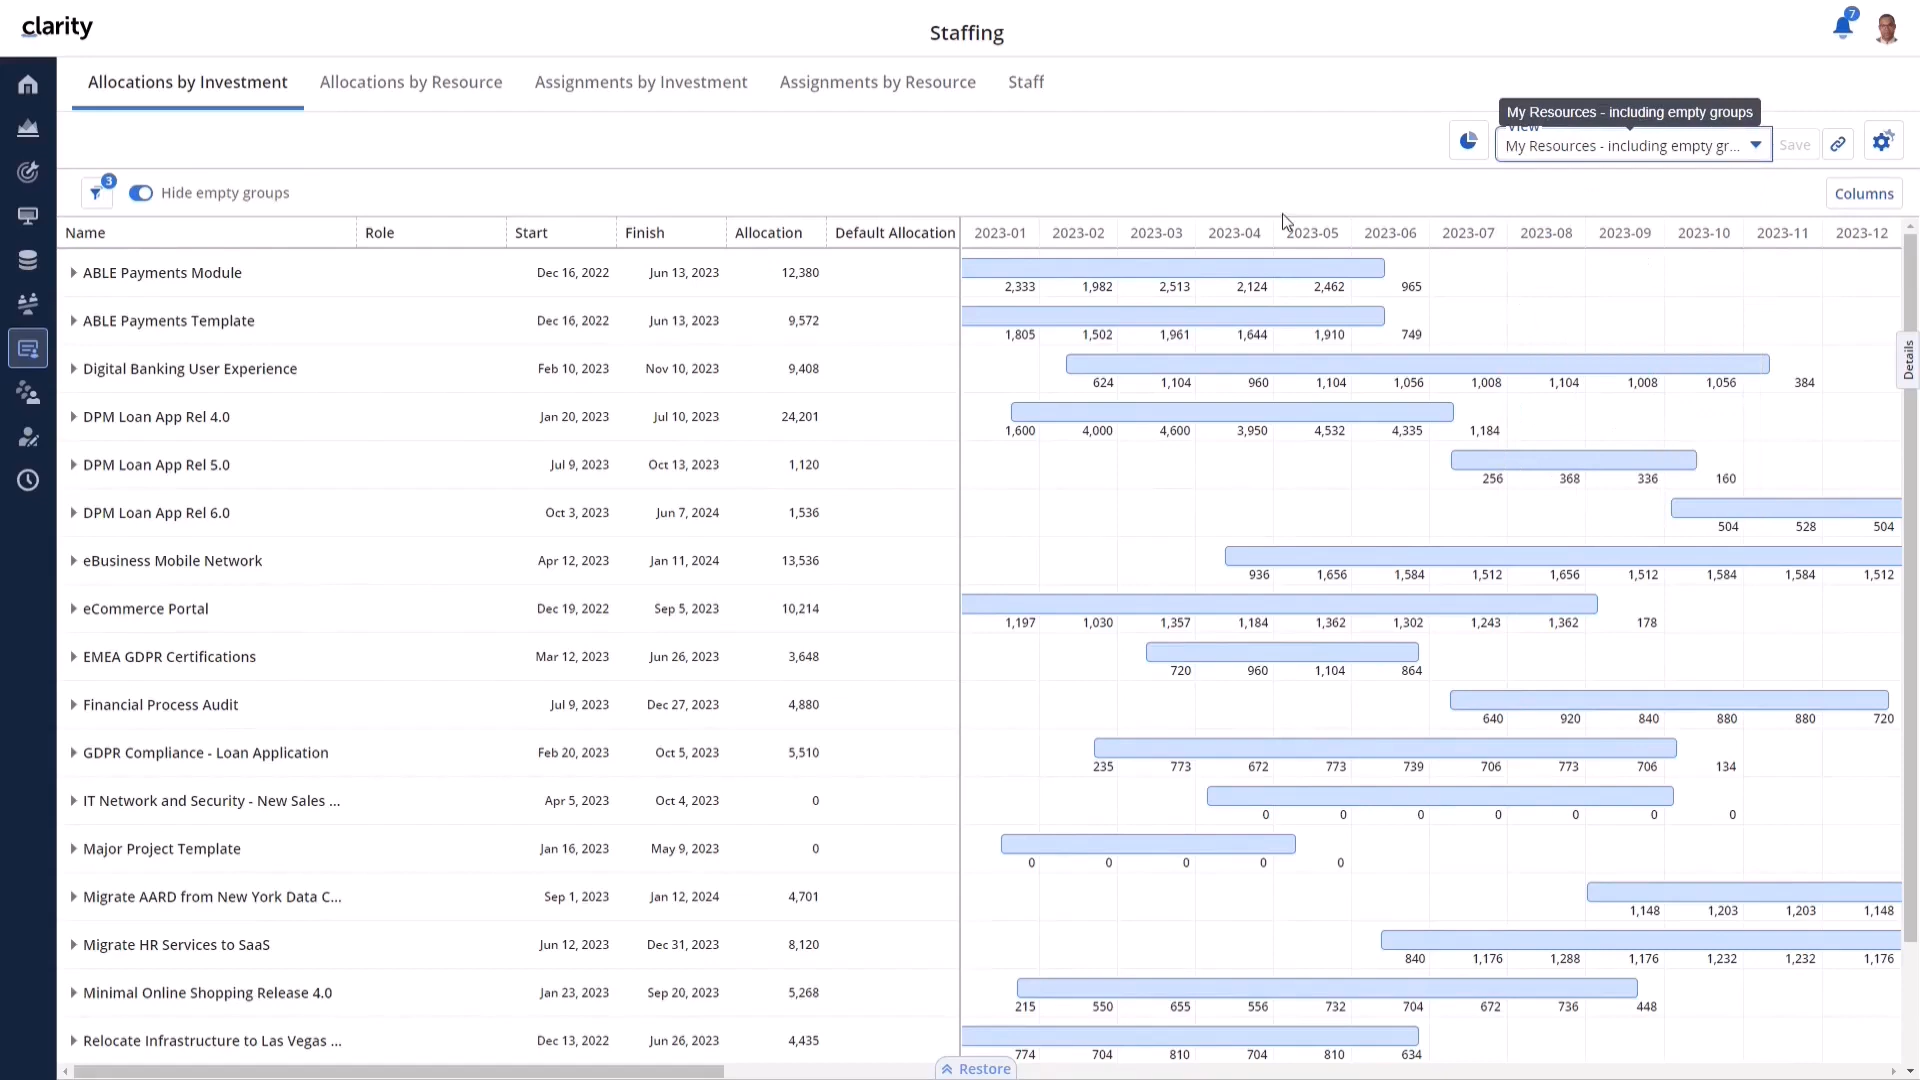 clarity
Staffing
7
Allocations by Investment Allocations by Resource Assignments by Investment Assignments by Resource Staff
My Resources - including empty groups
View
My Resources - including empty gr... Save
3 Hide empty groups Columns
Name Role Start Finish Allocation Default Allocation 2023-01 2023-02 2023-03 2023-04 2023-05 2023-06 2023-07 2023-08 2023-09 2023-10 2023-11 2023-12
ABLE Payments Module Dec 16, 2022 Jun 13, 2023 12,380
2,333 1,982 2,513 2,124 2,462 965
ABLE Payments Template Dec 16, 2022 Jun 13, 2023 9,572
1,805 1,502 1,961 1,644 1,910 749
Details
Digital Banking User Experience Feb 10, 2023 Nov 10, 2023 9,408
624 1,104 960 1,104 1,056 1,008 1,104 1,008 1,056 384
DPM Loan App Rel 4.0 Jan 20, 2023 Jul 10, 2023 24,201
1,600 4,000 4,600 3,950 4,532 4,335 1,184
DPM Loan App Rel 5.0 Jul 9, 2023 Oct 13, 2023 1,120
256 368 336 160
DPM Loan App Rel 6.0 Oct 3, 2023 Jun 7, 2024 1,536
504 528 504
eBusiness Mobile Network Apr 12, 2023 Jan 11, 2024 13,536
936 1,656 1,584 1,512 1,656 1,512 1,584 1,584 1,512
eCommerce Portal Dec 19, 2022 Sep 5, 2023 10,214
1,197 1,030 1,357 1,184 1,362 1,302 1,243 1,362 178
EMEA GDPR Certifications Mar 12, 2023 Jun 26, 2023 3,648
720 960 1,104 864
Financial Process Audit Jul 9, 2023 Dec 27, 2023 4,880
640 920 840 880 880 720
GDPR Compliance - Loan Application Feb 20, 2023 Oct 5, 2023 5,510
235 773 672 773 739 706 773 706 134
IT Network and Security - New Sales ... Apr 5, 2023 Oct 4, 2023 0
0 0 0 0 0 0 0
Major Project Template Jan 16, 2023 May 9, 2023 0
0 0 0 0 0
Migrate AARD from New York Data C... Sep 1, 2023 Jan 12, 2024 4,701
1,148 1,203 1,203 1,148
Migrate HR Services to SaaS Jun 12, 2023 Dec 31, 2023 8,120
840 1,176 1,288 1,176 1,232 1,232 1,176
Minimal Online Shopping Release 4.0 Jan 23, 2023 Sep 20, 2023 5,268
215 550 655 556 732 704 672 736 448
Relocate Infrastructure to Las Vegas ... Dec 13, 2022 Jun 26, 2023 4,435
774 704 810 704 810 634
Restore